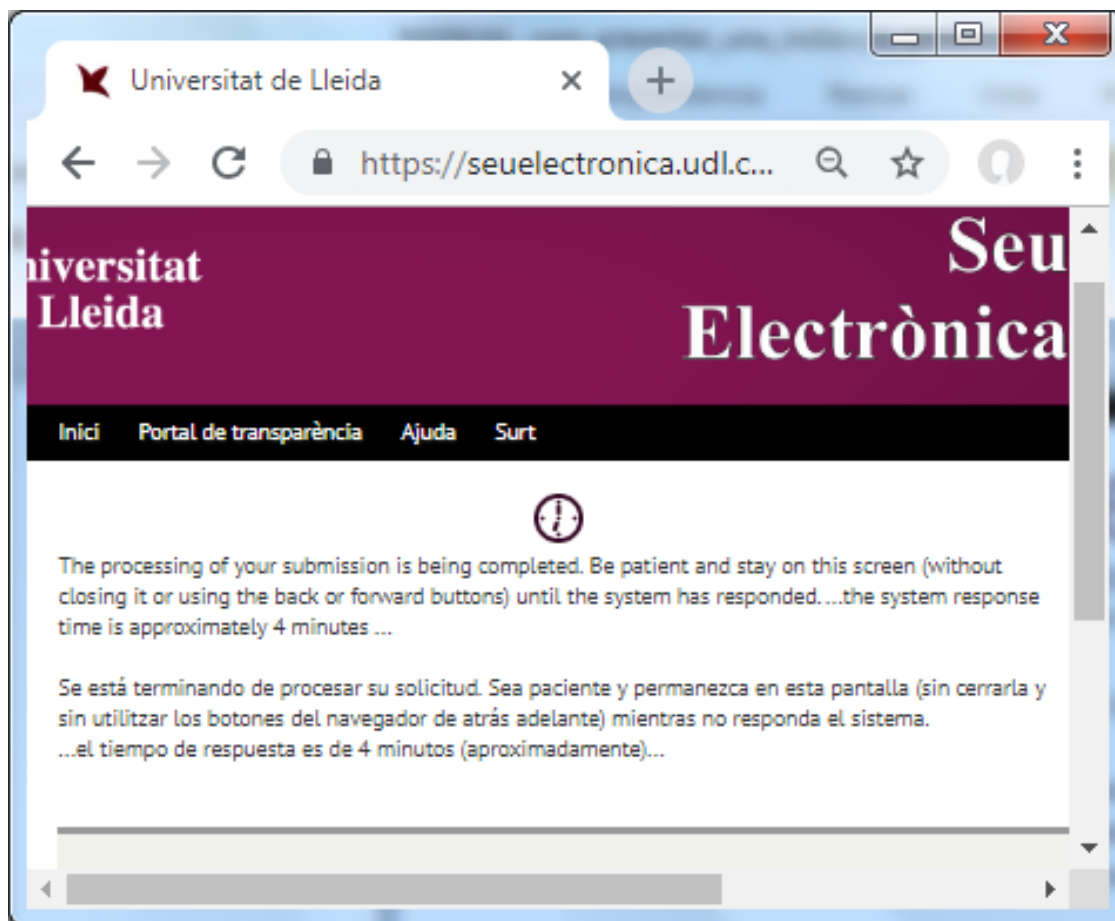 Universitat de Lleida
https://seuelectronica.udl.c...
niversitat
Lleida
Seu
Electrònica
Inici Portal de transparència Ajuda Surt
The processing of your submission is being completed. Be patient and stay on this screen (without
closing it or using the back or forward buttons) until the system has responded. ...the system response
time is approximately 4 minutes ...
Se está terminando de procesar su solicitud. Sea paciente y permanezca en esta pantalla (sin cerrarla y
sin utilitzar los botones del navegador de atrás adelante) mientras no responda el sistema.
...el tiempo de respuesta es de 4 minutos (aproximadamente)...